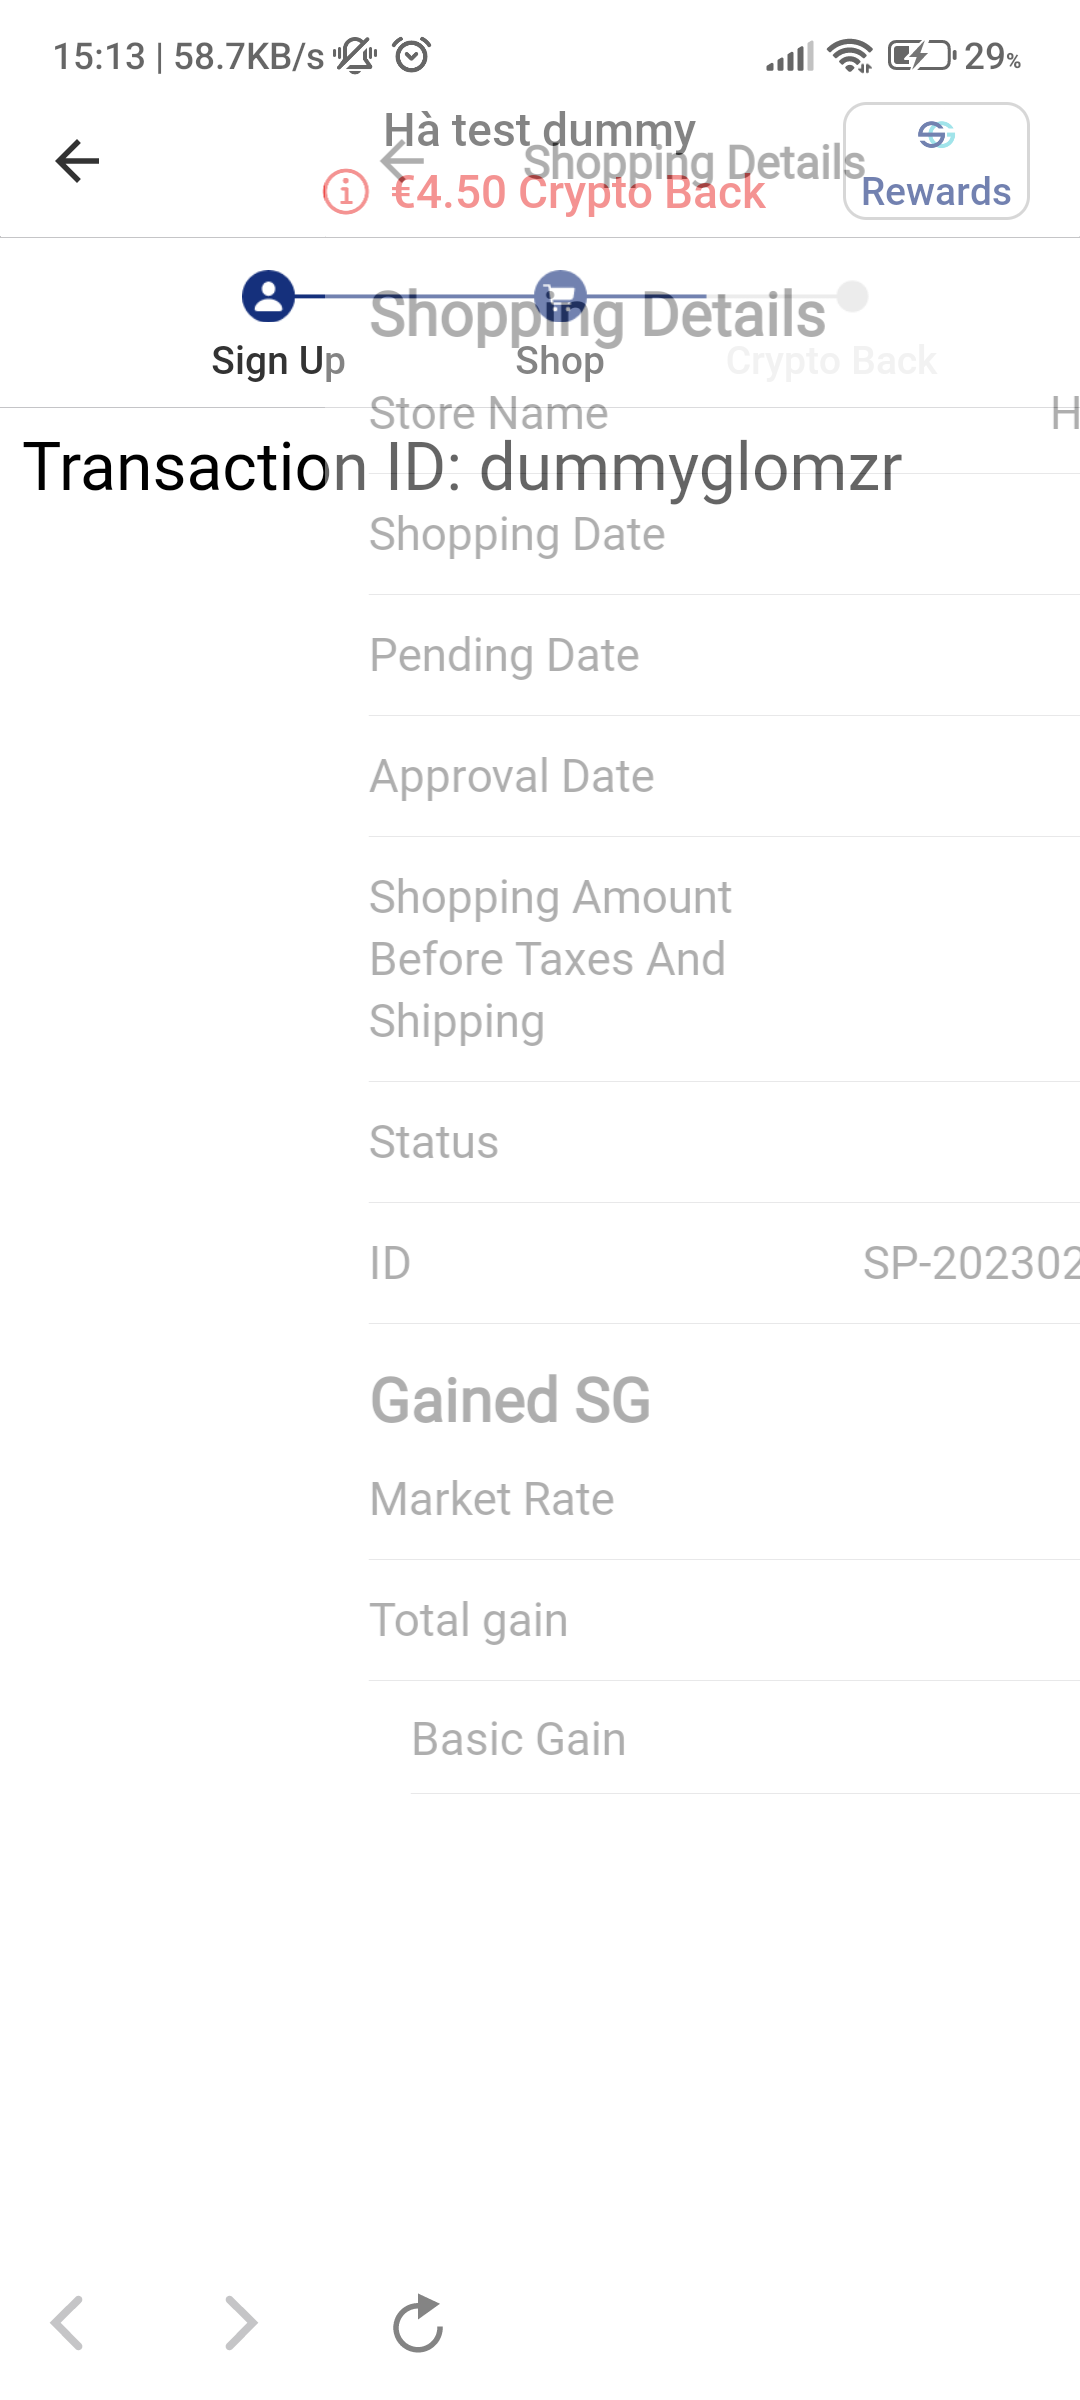 15:13 | 58.7KB/s
29%
Hà test dummy
Shopping Details
€4.50 Crypto Back
Rewards
Shopping Details
Sign Up
Shop
Crypto Back
Store Name
H
Transaction ID: dummyglomzr
Shopping Date
Pending Date
Approval Date
Shopping Amount
Before Taxes And
Shipping
Status
ID
SP-202302
Gained SG
Market Rate
Total gain
Basic Gain